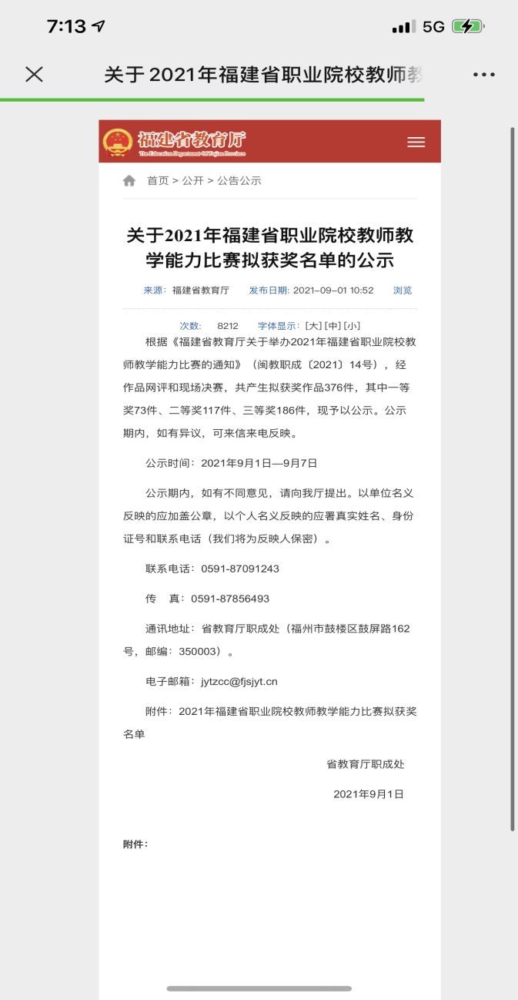 7:13
5G
关于 2021年福建省职业院校教师教
福建省教育厅
The Education Department Of Fujian Province
首页 > 公开 > 公告公示
关于2021年福建省职业院校教师教
学能力比赛拟获奖名单的公示
来源：福建省教育厅 发布日期: 2021-09-01 10:52 浏览
次数: 8212 字体显示：[大] [中] [小]
根据《福建省教育厅关于举办2021年福建省职业院校教
师教学能力比赛的通知》（闽教职成〔2021〕14号），经
作品网评和现场决赛，共产生拟获奖作品376件，其中一等
奖73件、二等奖117件、三等奖186件，现予以公示。公示
期内，如有异议，可来信来电反映。
公示时间：2021年9月1日—9月7日
公示期内，如有不同意见，请向我厅提出。以单位名义
反映的应加盖公章，以个人名义反映的应署真实姓名、身份
证号和联系电话（我们将为反映人保密）。
联系电话：0591-87091243
传 真：0591-87856493
通讯地址：省教育厅职成处（福州市鼓楼区鼓屏路162
号，邮编：350003）。
电子邮箱：jytzcc@fjsjyt.cn
附件：2021年福建省职业院校教师教学能力比赛拟获奖
名单
省教育厅职成处
2021年9月1日
附件：